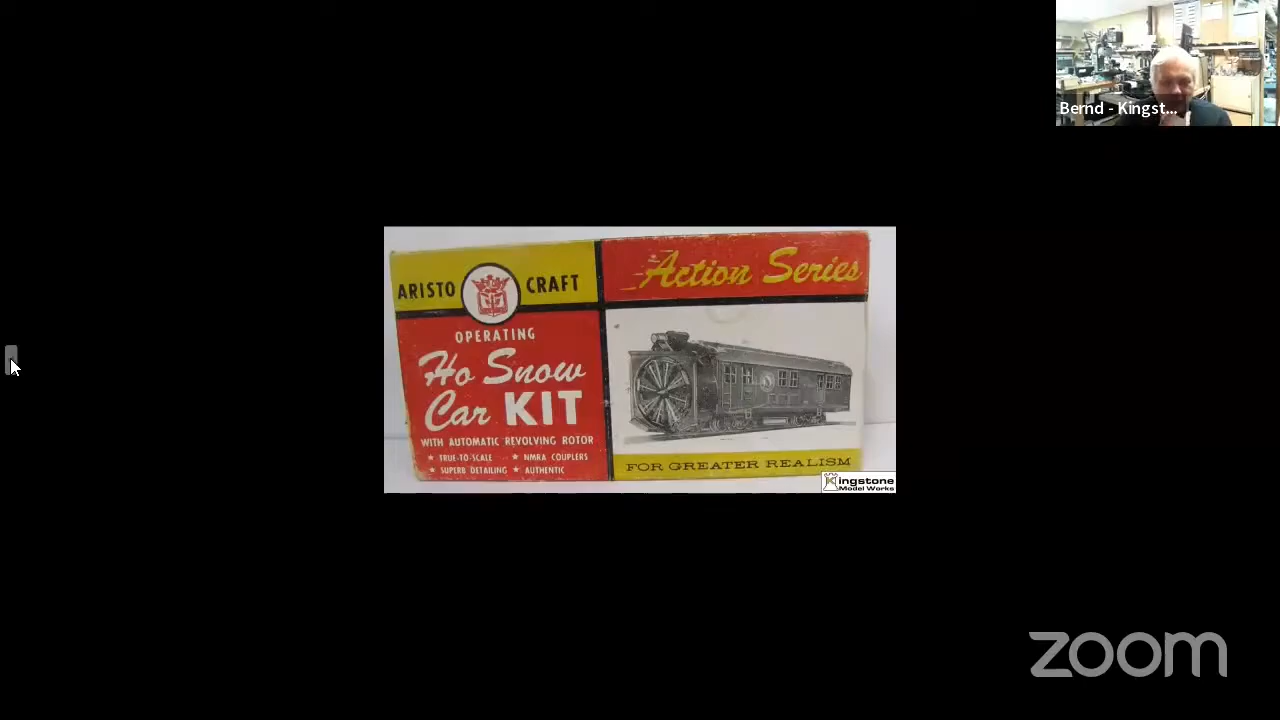 Bernd - Kingst...
ARISTO CRAFT
Action Series
OPERATING
Ho Snow
Car KIT
WITH AUTOMATIC REVOLVING ROTOR
★ TRUE-TO-SCALE ★ NMRA COUPLERS
★ SUPERB DETAILING ★ AUTHENTIC
FOR GREATER REALISM
Kingstone
Model Works
zoom